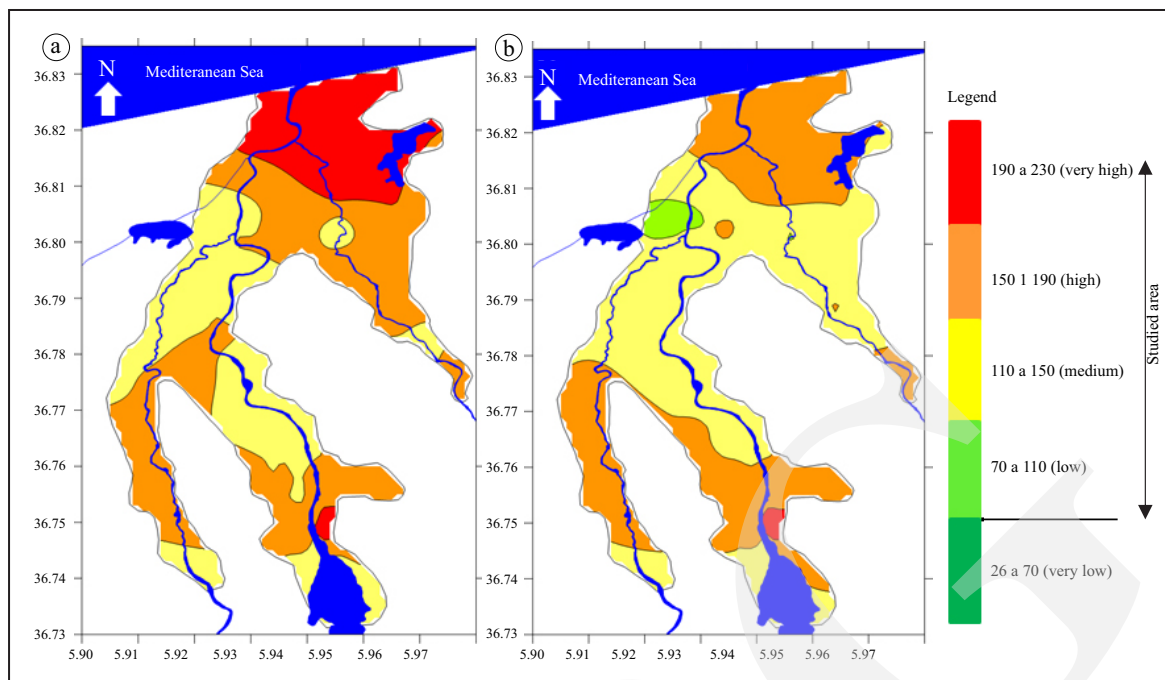 a
N
Mediteranean Sea
36.83
36.82
36.81
36.80
36.79
36.78
36.77
36.76
36.75
36.74
36.73
5.90
5.91
5.92
5.93
5.94
5.95
5.96
5.97
b
N
Mediteranean Sea
36.83
36.82
36.81
36.80
36.79
36.78
36.77
36.76
36.75
36.74
36.73
5.90
5.91
5.92
5.94
5.95
5.97
Legend
190 a 230 (very high)
150 1 190 (high)
110 a 150 (medium)
70 a 110 (low)
26 a 70 (very low)
Studied area